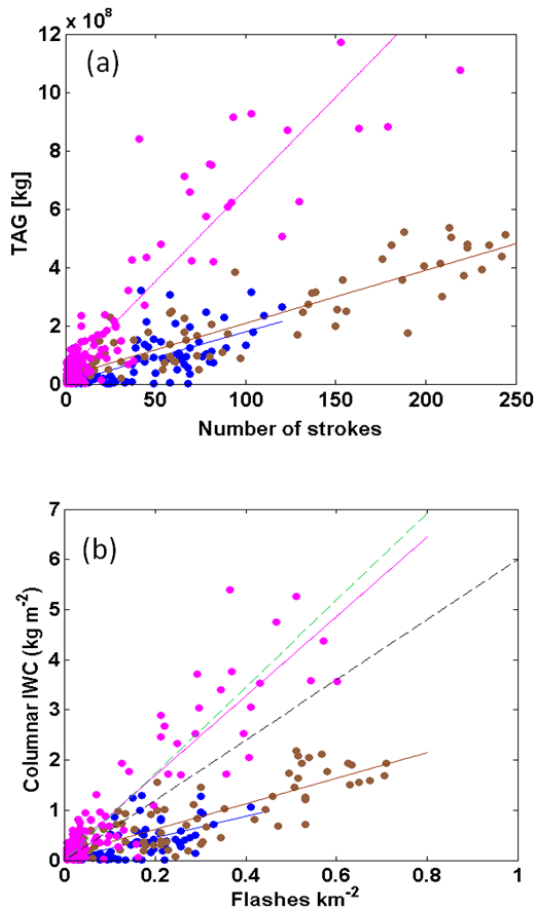 12 x 10⁸
(a)
10
8
6
4
2
0
TAG [kg]
0 50 100 150 200 250
Number of strokes
7
(b)
6
5
4
3
2
1
0
Columnar IWC (kg m⁻²)
0 0.2 0.4 0.6 0.8 1
Flashes km⁻²